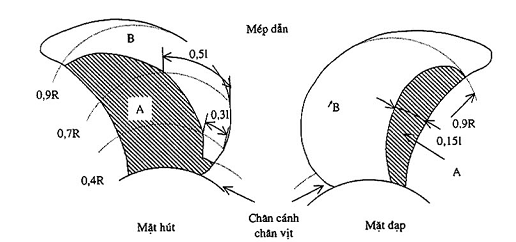 Mép dẫn
B
0,5l
A
0,3l
0,9R
0,7R
0,4R
B
0.9R
0,15l
A
Mặt hút
Chân cánh
chân vịt
Mặt đạp